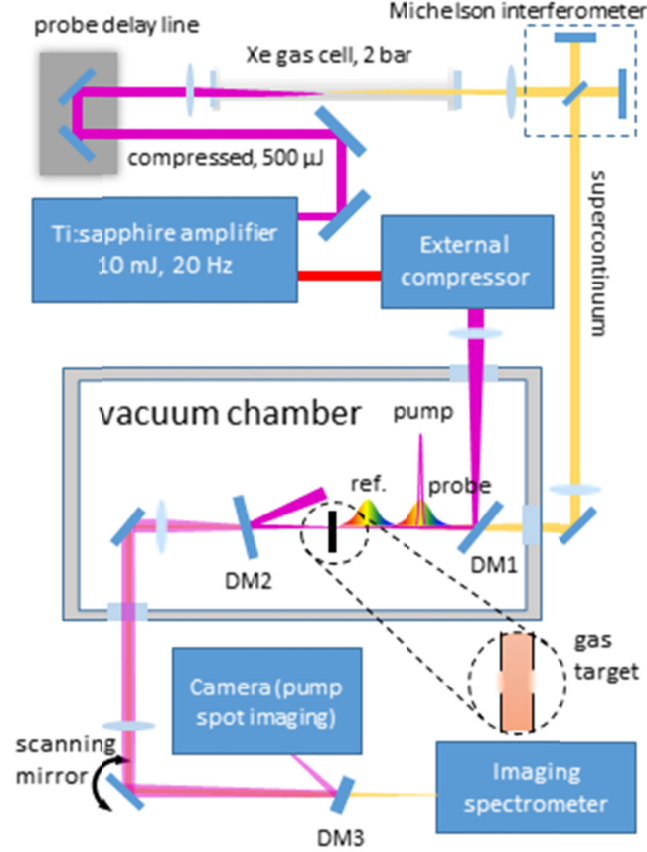 Michelson interferometer
probe delay line
Xe gas cell, 2 bar
compressed, 500 µJ
supercontinuum
Ti:sapphire amplifier
10 mJ, 20 Hz
External
compressor
vacuum chamber
pump
ref.
probe
DM2
DM1
gas
target
Camera (pump
spot imaging)
scanning
mirror
Imaging
spectrometer
DM3